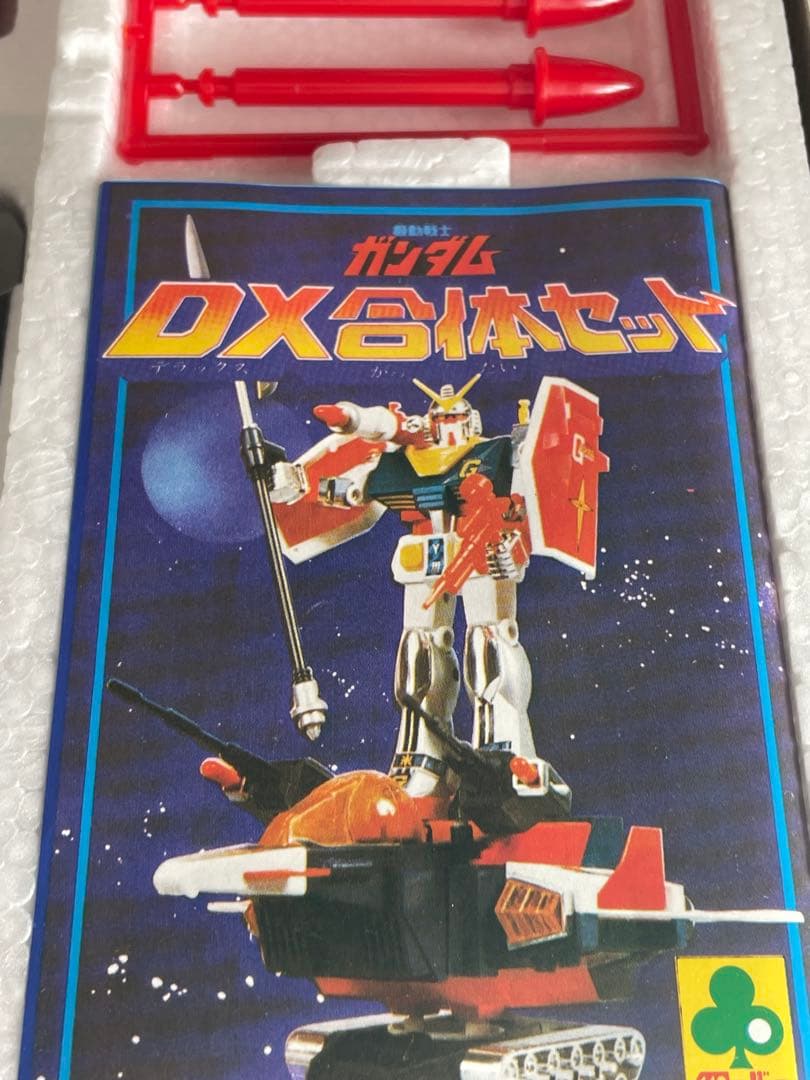 機動戦士
ガンダム
DX合体セット
デラックス がったい
G
G